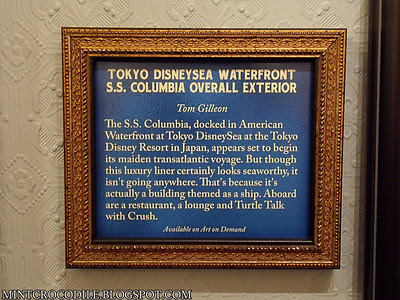 TOKYO DISNEYSEA WATERFRONT
S.S. COLUMBIA OVERALL EXTERIOR
Tom Gilleon
The S.S. Columbia, docked in American
Waterfront at Tokyo DisneySea at the Tokyo
Disney Resort in Japan, appears set to begin
its maiden transatlantic voyage. But though
this luxury liner certainly looks seaworthy, it
isn't going anywhere. That's because it's
actually a building themed as a ship. Aboard
are a restaurant, a lounge and Turtle Talk
with Crush.
Available on Art on Demand
MINTCROCODILE.BLOGSPOT.COM